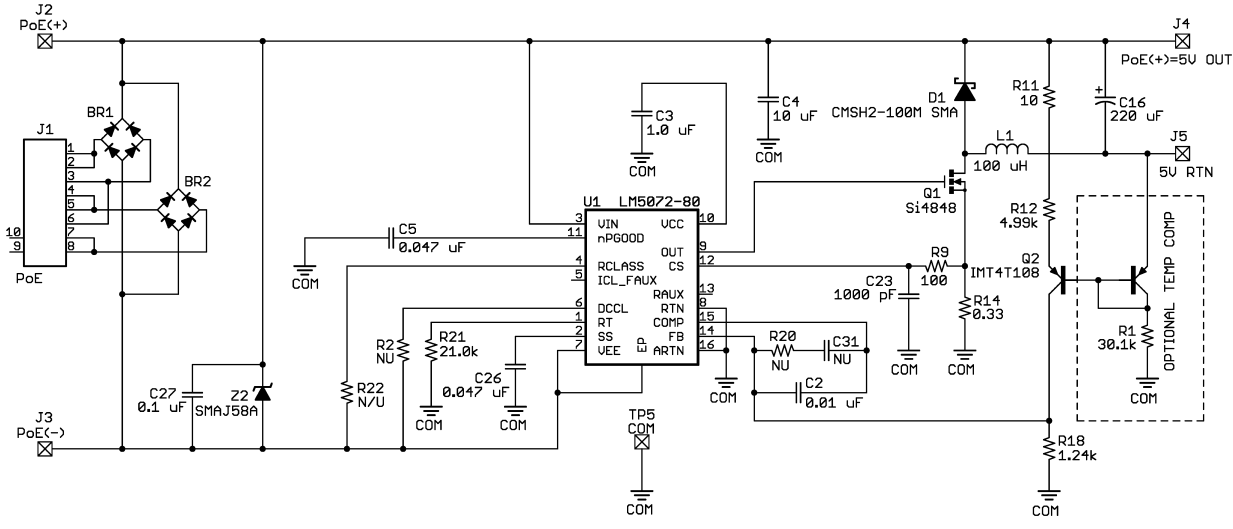 J2
PoE(+)
J4
PoE(+)=5V OUT
BR1
J1
1
2
3
4
5
6
7
8
10
9
PoE
BR2
C3
1.0 uF
COM
C4
10 uF
COM
D1
CMSH2-100M SMA
R11
10
C16
220 uF
L1
100 uH
J5
5V RTN
Q1
Si4848
U1 LM5072-80
3 VIN
11 nPGOOD
4 RCLASS
5 ICL_FAUX
6 DCCL
1 RT
2 SS
7 VEE
EP
VCC 10
OUT 9
CS 12
RAUX 13
RTN 8
COMP 15
FB 14
ARTN 16
C5
0.047 uF
COM
R9
100
C23
1000 pF
COM
R14
0.33
COM
R12
4.99k
Q2
IMT4T108
OPTIONAL TEMP COMP
R1
30.1k
COM
R2
NU
R21
21.0k
COM
R22
N/U
C26
0.047 uF
COM
COM
R20
NU
C31
NU
C2
0.01 uF
C27
0.1 uF
Z2
SMAJ58A
J3
PoE(-)
TP5
COM
COM
R18
1.24k
COM